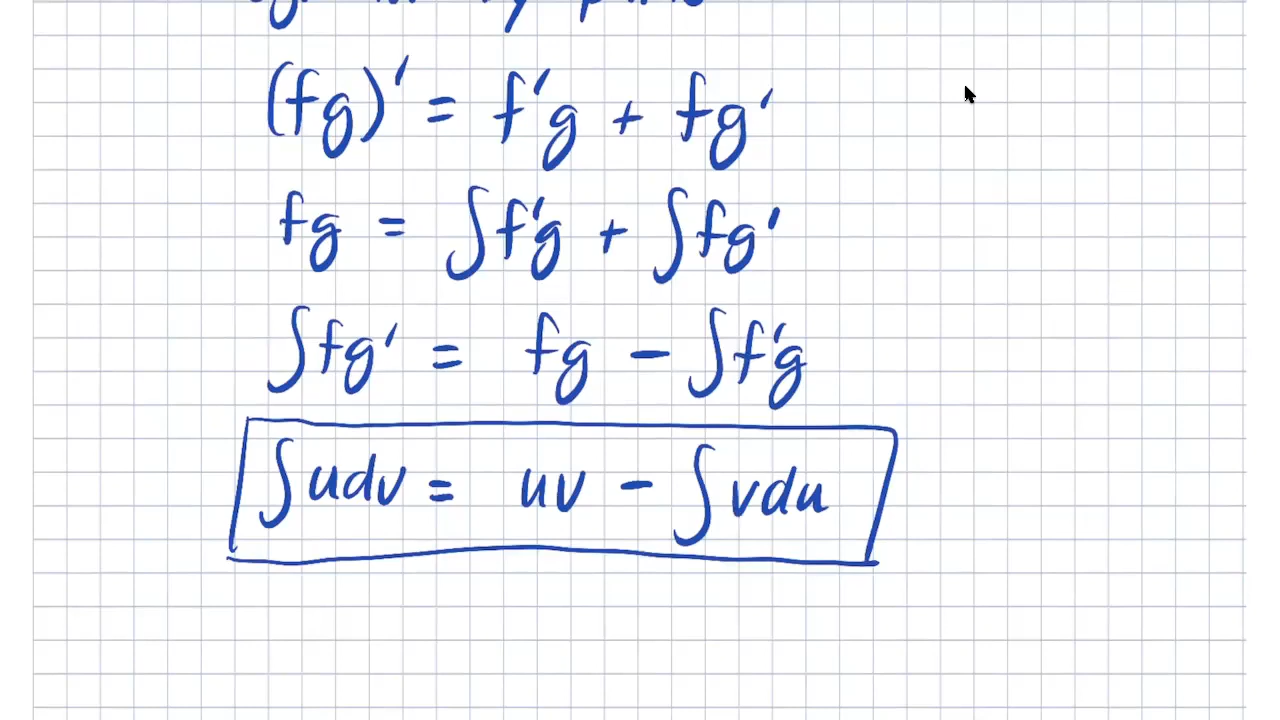 (fg)′ = f′g + fg′
fg = ∫f′g + ∫fg′
∫fg′ = fg − ∫f′g
∫udv = uv − ∫vdu